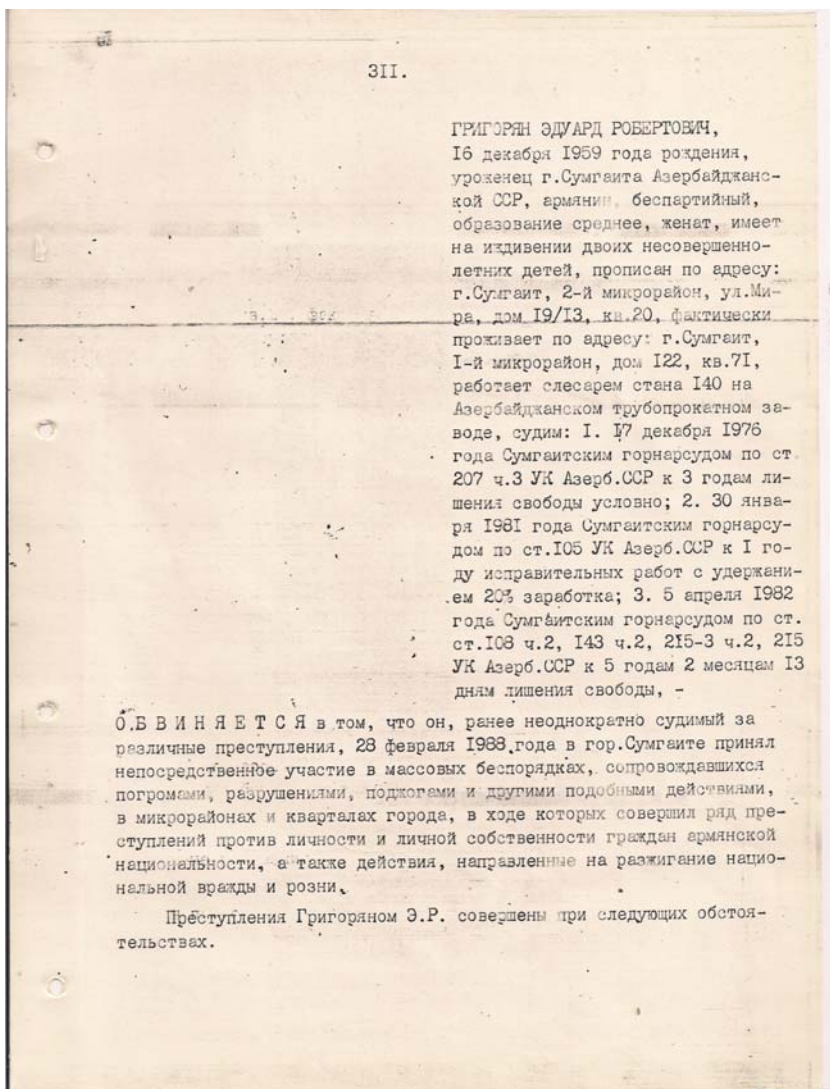 3II.
ГРИГОРЯН ЭДУАРД РОБЕРТОВИЧ,
I6 декабря I959 года рождения,
уроженец г.Сумгаита Азербайджанс-
кой ССР, армянин, беспартийный,
образование среднее, женат, имеет
на иждивении двоих несовершенно-
летних детей, прописан по адресу:
г.Сумгаит, 2-й микрорайон, ул.Ми-
ра, дом I9/I3, кв.20, фактически
проживает по адресу: г.Сумгаит,
I-й микрорайон, дом I22, кв.7I,
работает слесарем стана I40 на
Азербайджанском трубопрокатном за-
воде, судим: I. I7 декабря I976
года Сумгаитским горнарсудом по ст.
207 ч.3 УК Азерб.ССР к 3 годам ли-
шения свободы условно; 2. 30 янва-
ря I98I года Сумгаитским горнарсу-
дом по ст.I05 УК Азерб.ССР к I го-
ду исправительных работ с удержани-
ем 20% заработка; 3. 5 апреля I982
года Сумгаитским горнарсудом по ст.
ст.I08 ч.2, I43 ч.2, 2I5-3 ч.2, 2I5
УК Азерб.ССР к 5 годам 2 месяцам I3
дням лишения свободы, -
О Б В И Н Я Е Т С Я в том, что он, ранее неоднократно судимый за
различные преступления, 28 февраля I988 года в гор.Сумгаите принял
непосредственное участие в массовых беспорядках, сопровождавшихся
погромами, разрушениями, поджогами и другими подобными действиями,
в микрорайонах и кварталах города, в ходе которых совершил ряд пре-
ступлений против личности и личной собственности граждан армянской
национальности, а также действия, направленные на разжигание нацио-
нальной вражды и розни.
Преступления Григоряном Э.Р. совершены при следующих обстоя-
тельствах.